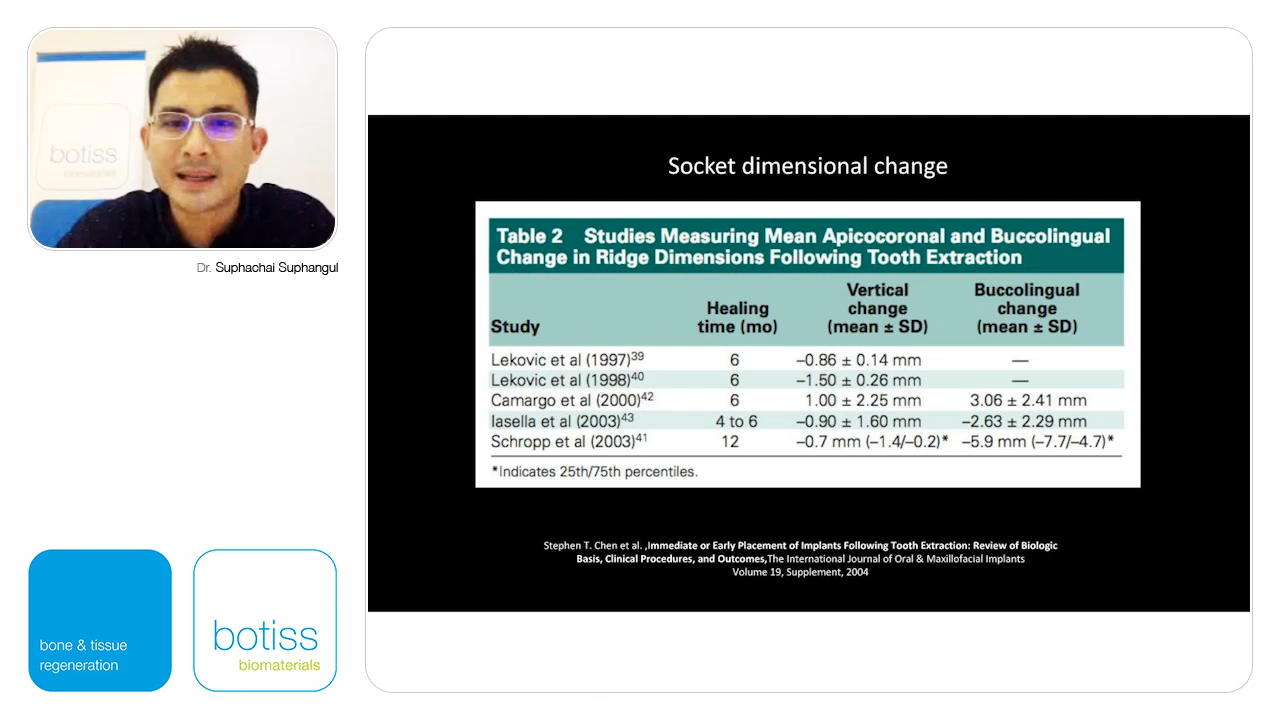 botiss
biomaterials
Dr. Suphachai Suphangul
Socket dimensional change
Table 2 Studies Measuring Mean Apicocoronal and Buccolingual
Change in Ridge Dimensions Following Tooth Extraction
Study Healing time (mo) Vertical change (mean ± SD) Buccolingual change (mean ± SD)
Lekovic et al (1997)39 6 –0.86 ± 0.14 mm —
Lekovic et al (1998)40 6 –1.50 ± 0.26 mm —
Camargo et al (2000)42 6 1.00 ± 2.25 mm 3.06 ± 2.41 mm
Iasella et al (2003)43 4 to 6 –0.90 ± 1.60 mm –2.63 ± 2.29 mm
Schropp et al (2003)41 12 –0.7 mm (–1.4/–0.2)* –5.9 mm (–7.7/–4.7)*
*Indicates 25th/75th percentiles.
Stephen T. Chen et al. ,Immediate or Early Placement of Implants Following Tooth Extraction: Review of Biologic
Basis, Clinical Procedures, and Outcomes,The International Journal of Oral & Maxillofacial Implants
Volume 19, Supplement, 2004
bone & tissue
regeneration
botiss
biomaterials